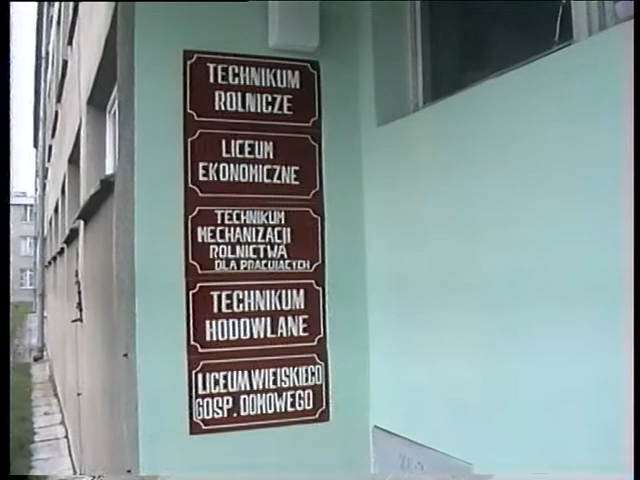 TECHNIKUM
ROLNICZE
LICEUM
EKONOMICZNE
TECHNIKUM
MECHANIZACJI
ROLNICTWA
DLA PRACUJĄCYCH
TECHNIKUM
HODOWLANE
LICEUM WIEJSKIEGO
GOSP. DOMOWEGO